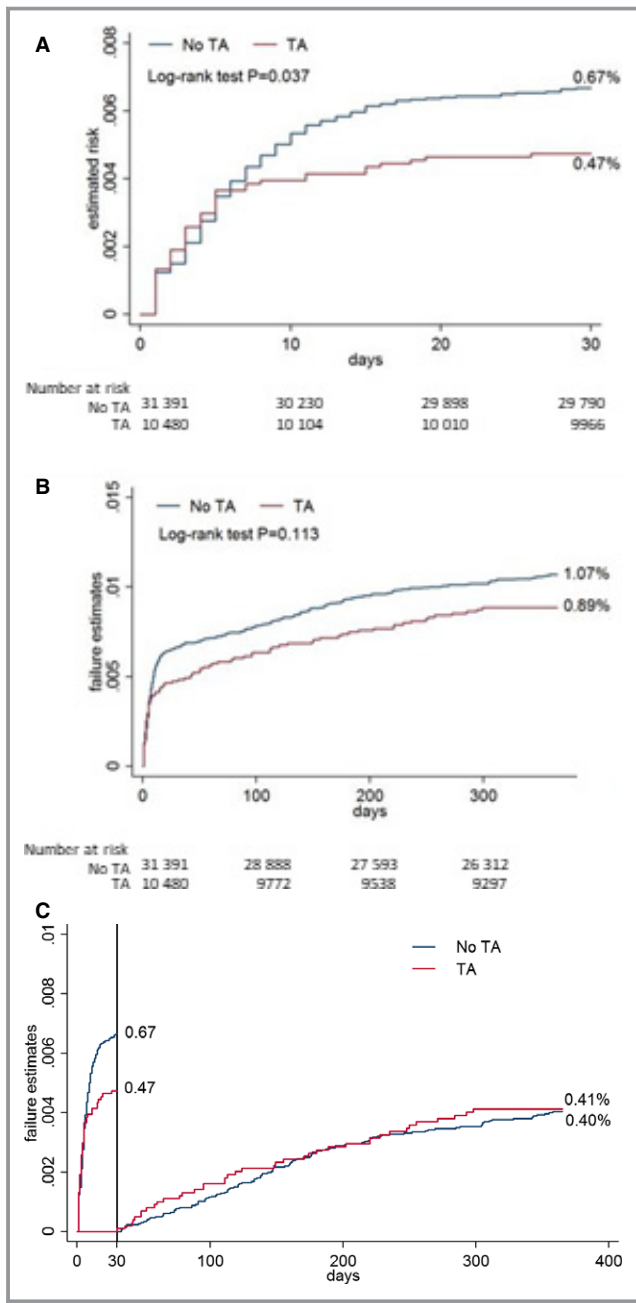 A
No TA TA
Log-rank test P=0.037
.008
.006
.004
.002
0
estimated risk
0.67%
0.47%
0 10 20 30
days
Number at risk
No TA 31 391 30 230 29 898 29 790
TA 10 480 10 104 10 010 9966
B
No TA TA
Log-rank test P=0.113
.015
.01
.005
0
failure estimates
1.07%
0.89%
0 100 200 300
days
Number at risk
No TA 31 391 28 888 27 593 26 312
TA 10 480 9772 9538 9297
C
No TA
TA
.01
.008
.006
.004
.002
0
failure estimates
0.67
0.47
0.41%
0.40%
0 30 100 200 300 400
days